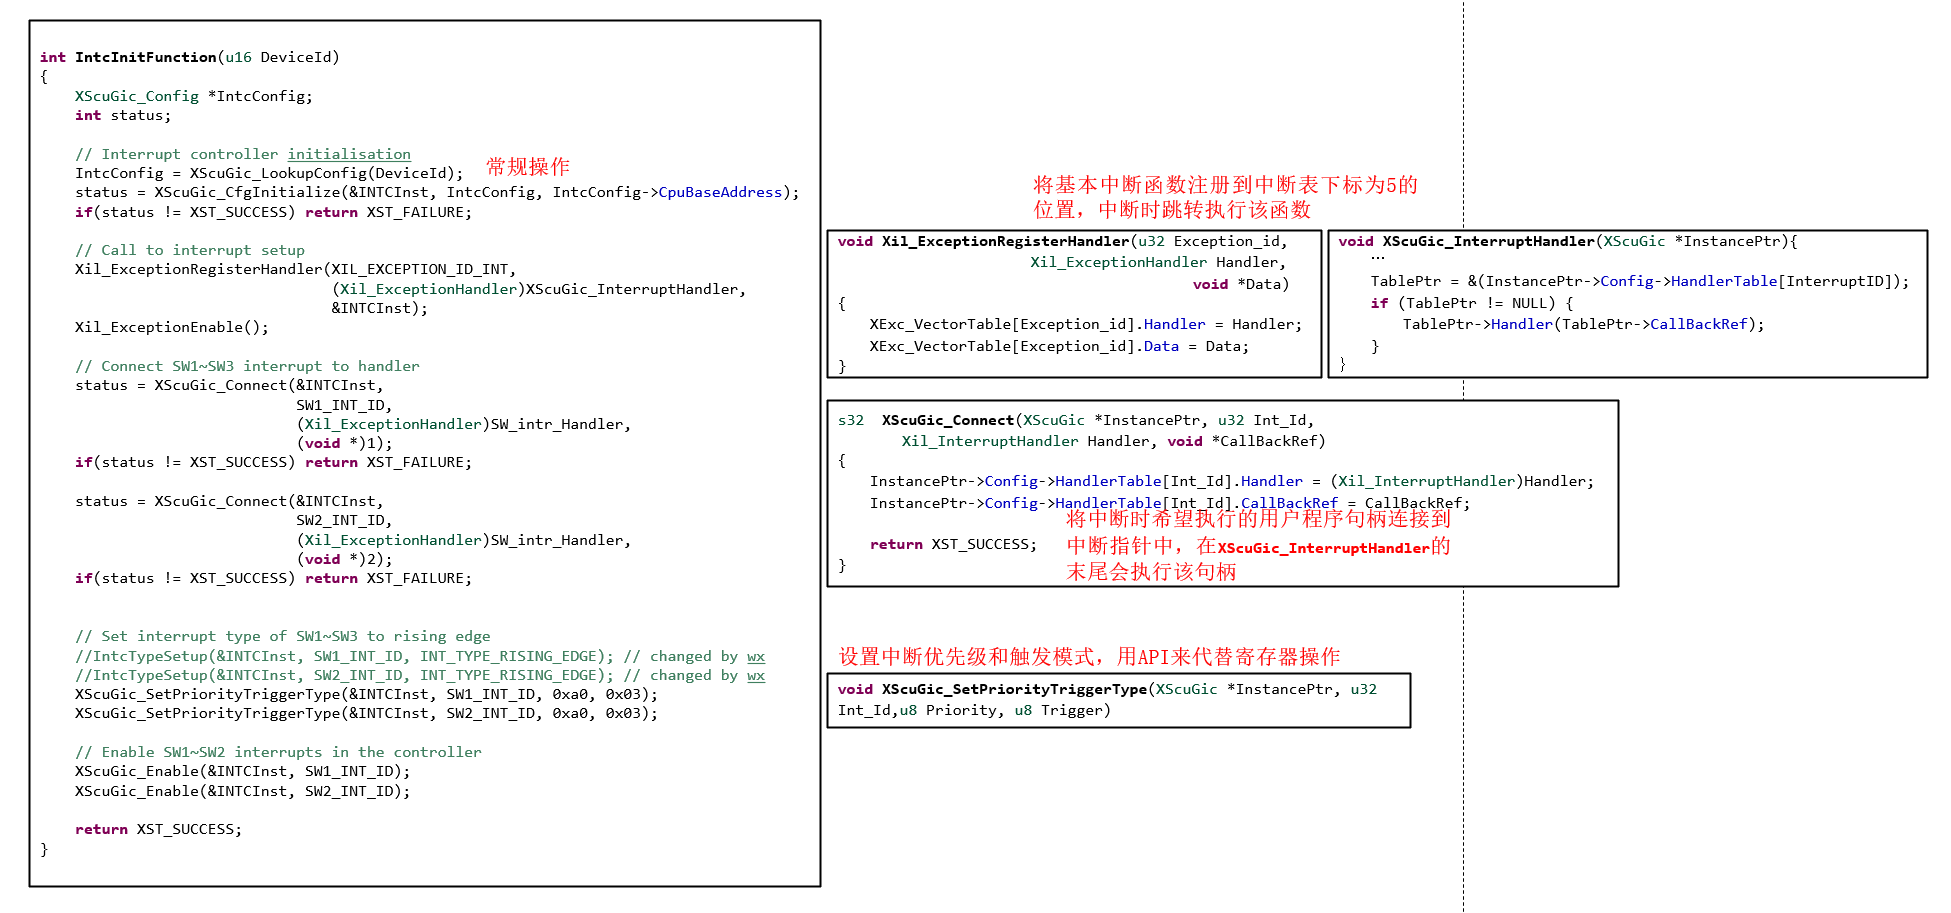 int IntcInitFunction(u16 DeviceId)
{
    XScuGic_Config *IntcConfig;
    int status;

    // Interrupt controller initialisation
    IntcConfig = XScuGic_LookupConfig(DeviceId);
常规操作
    status = XScuGic_CfgInitialize(&INTCInst, IntcConfig, IntcConfig->CpuBaseAddress);
    if(status != XST_SUCCESS) return XST_FAILURE;

    // Call to interrupt setup
    Xil_ExceptionRegisterHandler(XIL_EXCEPTION_ID_INT,
                                 (Xil_ExceptionHandler)XScuGic_InterruptHandler,
                                 &INTCInst);
    Xil_ExceptionEnable();

    // Connect SW1~SW3 interrupt to handler
    status = XScuGic_Connect(&INTCInst,
                             SW1_INT_ID,
                             (Xil_ExceptionHandler)SW_intr_Handler,
                             (void *)1);
    if(status != XST_SUCCESS) return XST_FAILURE;

    status = XScuGic_Connect(&INTCInst,
                             SW2_INT_ID,
                             (Xil_ExceptionHandler)SW_intr_Handler,
                             (void *)2);
    if(status != XST_SUCCESS) return XST_FAILURE;

    // Set interrupt type of SW1~SW3 to rising edge
    //IntcTypeSetup(&INTCInst, SW1_INT_ID, INT_TYPE_RISING_EDGE); // changed by wx
    //IntcTypeSetup(&INTCInst, SW2_INT_ID, INT_TYPE_RISING_EDGE); // changed by wx
    XScuGic_SetPriorityTriggerType(&INTCInst, SW1_INT_ID, 0xa0, 0x03);
    XScuGic_SetPriorityTriggerType(&INTCInst, SW2_INT_ID, 0xa0, 0x03);

    // Enable SW1~SW2 interrupts in the controller
    XScuGic_Enable(&INTCInst, SW1_INT_ID);
    XScuGic_Enable(&INTCInst, SW2_INT_ID);

    return XST_SUCCESS;
}
将基本中断函数注册到中断表下标为5的
位置，中断时跳转执行该函数
void Xil_ExceptionRegisterHandler(u32 Exception_id,
                        Xil_ExceptionHandler Handler,
                                            void *Data)
{
    XExc_VectorTable[Exception_id].Handler = Handler;
    XExc_VectorTable[Exception_id].Data = Data;
}
void XScuGic_InterruptHandler(XScuGic *InstancePtr){
    …
    TablePtr = &(InstancePtr->Config->HandlerTable[InterruptID]);
    if (TablePtr != NULL) {
        TablePtr->Handler(TablePtr->CallBackRef);
    }
}
s32  XScuGic_Connect(XScuGic *InstancePtr, u32 Int_Id,
        Xil_InterruptHandler Handler, void *CallBackRef)
{
    InstancePtr->Config->HandlerTable[Int_Id].Handler = (Xil_InterruptHandler)Handler;
    InstancePtr->Config->HandlerTable[Int_Id].CallBackRef = CallBackRef;

    return XST_SUCCESS;
}
将中断时希望执行的用户程序句柄连接到
中断指针中，在XScuGic_InterruptHandler的
末尾会执行该句柄
设置中断优先级和触发模式，用API来代替寄存器操作
void XScuGic_SetPriorityTriggerType(XScuGic *InstancePtr, u32
Int_Id,u8 Priority, u8 Trigger)